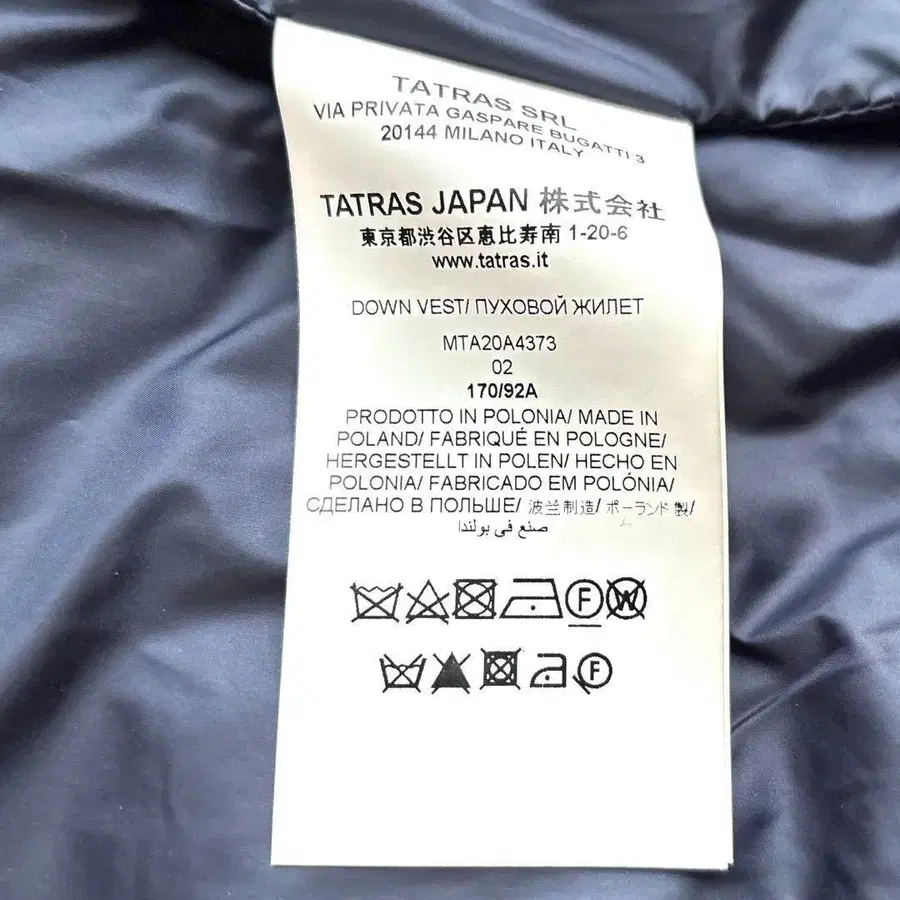 TATRAS SRL
VIA PRIVATA GASPARE BUGATTI 3
20144 MILANO ITALY
TATRAS JAPAN 株式会社
東京都渋谷区恵比寿南 1-20-6
www.tatras.it
DOWN VEST/ ПУХОВОЙ ЖИЛЕТ
MTA20A4373
02
170/92A
PRODOTTO IN POLONIA/ MADE IN
POLAND/ FABRIQUÉ EN POLOGNE/
HERGESTELLT IN POLEN/ HECHO EN
POLONIA/ FABRICADO EM POLÓNIA/
СДЕЛАНО В ПОЛЬШЕ/ 波兰制造/ ポーランド 製/
صنع في بولندا
F W
F